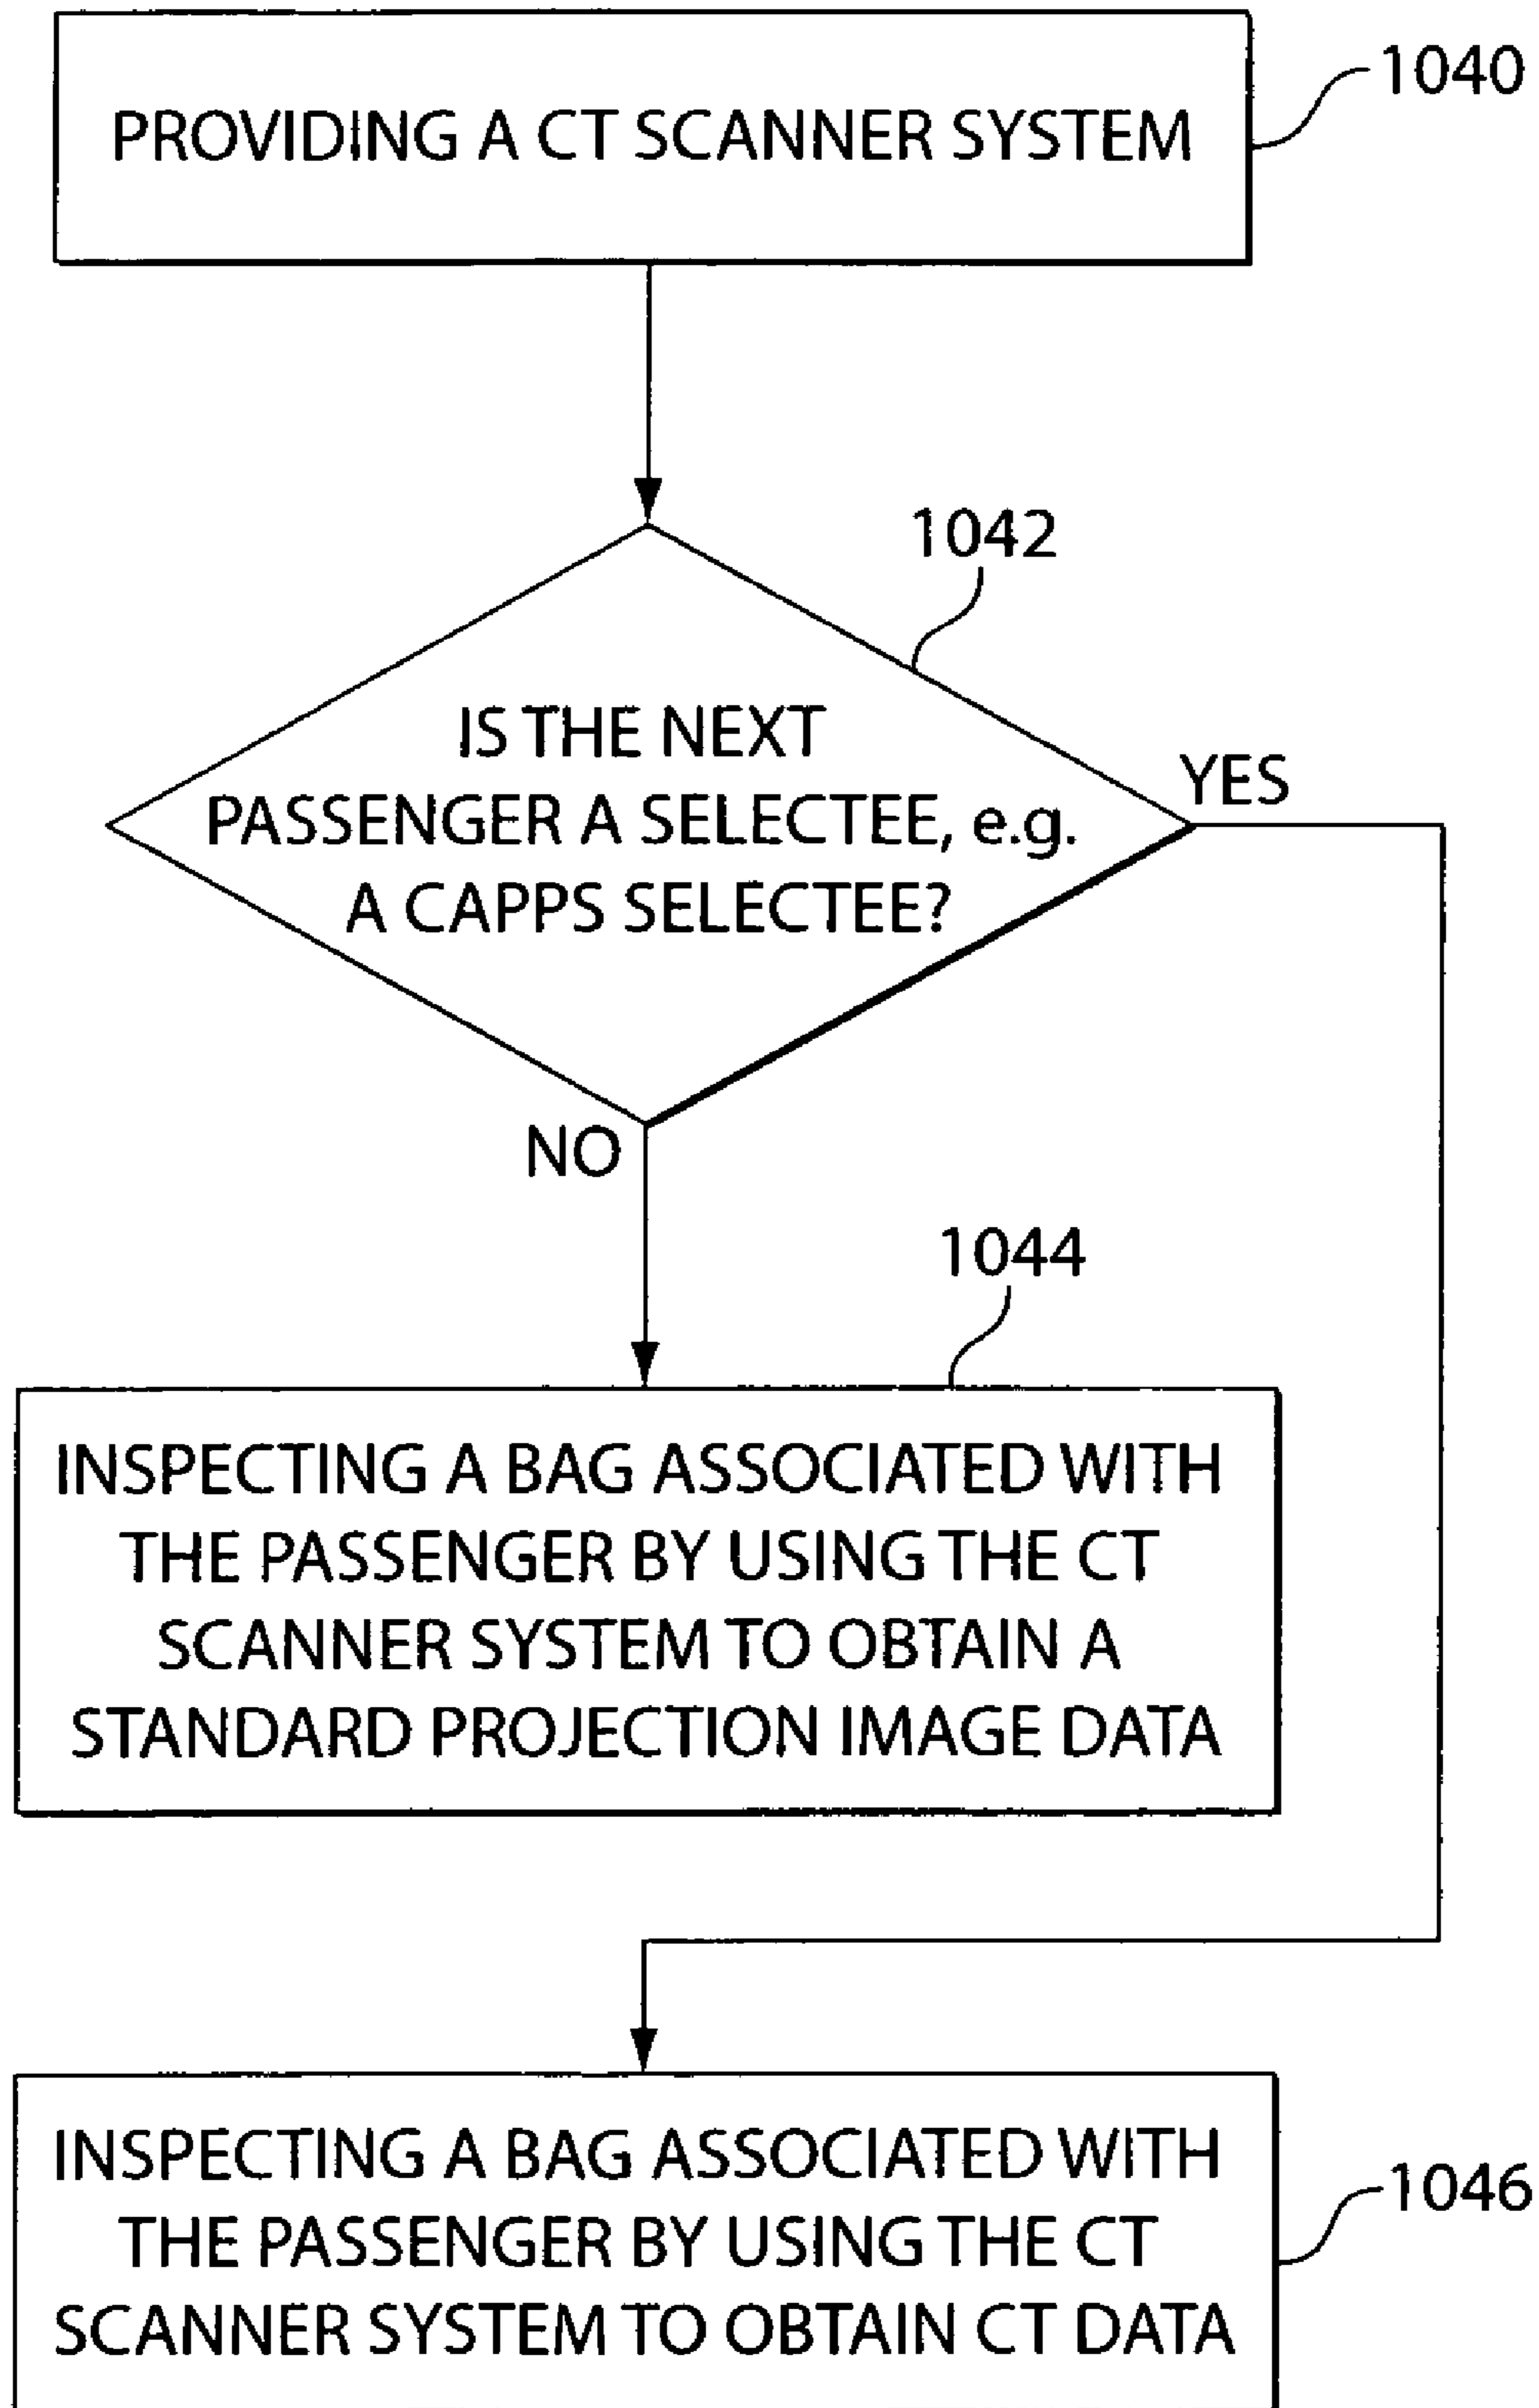 PROVIDING A CT SCANNER SYSTEM
1040
1042
IS THE NEXT
PASSENGER A SELECTEE, e.g.
A CAPPS SELECTEE?
YES
NO
1044
INSPECTING A BAG ASSOCIATED WITH
THE PASSENGER BY USING THE CT
SCANNER SYSTEM TO OBTAIN A
STANDARD PROJECTION IMAGE DATA
INSPECTING A BAG ASSOCIATED WITH
THE PASSENGER BY USING THE CT
SCANNER SYSTEM TO OBTAIN CT DATA
1046